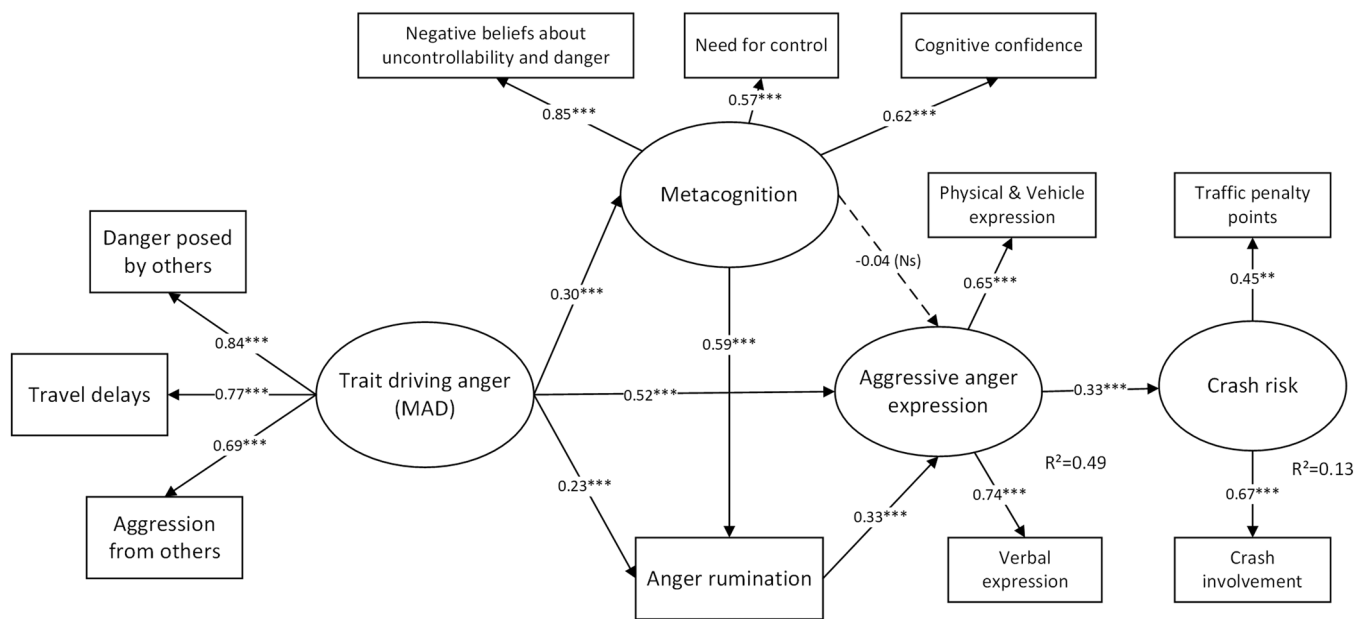 Negative beliefs about
uncontrollability and danger
Need for control
Cognitive confidence
0.85***
0.57***
0.62***
Metacognition
Physical & Vehicle
expression
Traffic penalty
points
Danger posed
by others
-0.04 (Ns)
0.65***
0.45**
0.30***
0.84***
0.59***
Travel delays
0.77***
Trait driving anger
(MAD)
0.52***
Aggressive anger
expression
0.33***
Crash risk
0.69***
R²=0.49
R²=0.13
0.23***
0.74***
0.67***
0.33***
Aggression
from others
Anger rumination
Verbal
expression
Crash
involvement